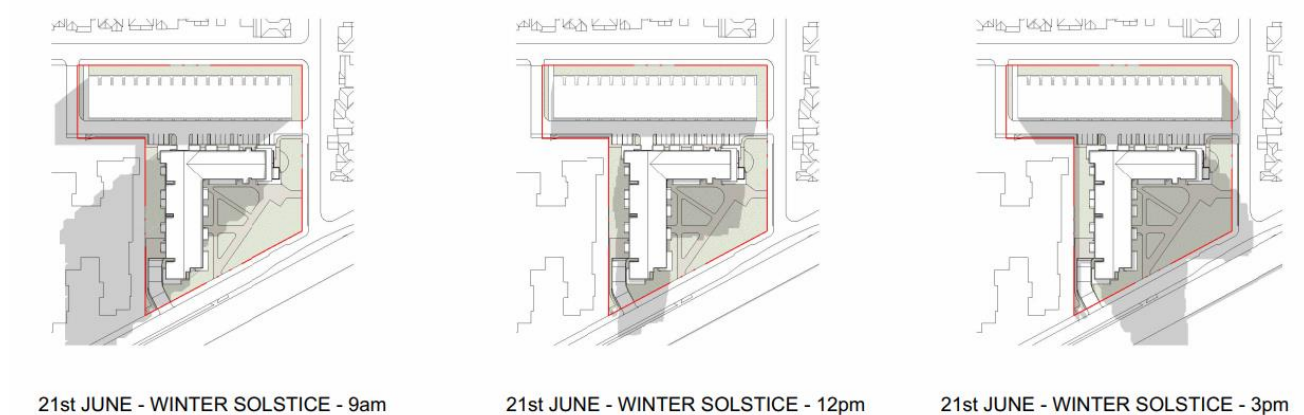 21st JUNE - WINTER SOLSTICE - 9am
21st JUNE - WINTER SOLSTICE - 12pm
21st JUNE - WINTER SOLSTICE - 3pm